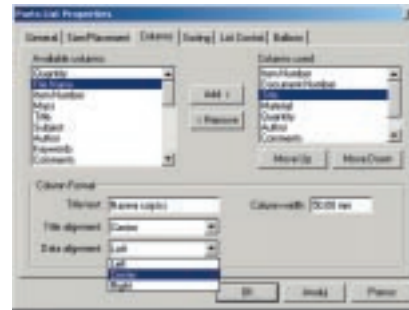 Parts List Properties
General | Size/Placement | Columns | Sorting | List Control | Balloon
Available columns
Columns used
Quantity
File Name
Item Number
Mass
Title
Subject
Author
Keywords
Comments
Add >
< Remove
Item Number
Document Number
Title
Material
Quantity
Author
Comments
Move Up
Move Down
Column Format
Title text:
Column width: 50,00 mm
Title alignment: Center
Data alignment: Left
Left
Center
Right
OK